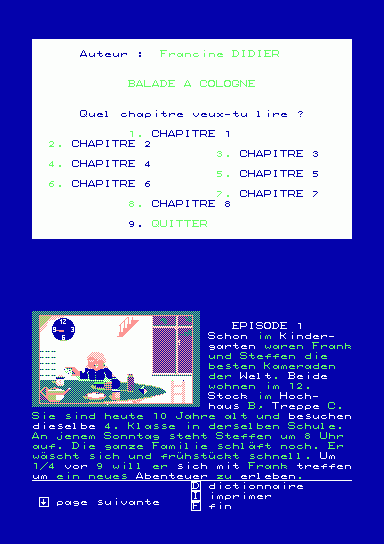 Auteur : Francine DIDIER
BALADE A COLOGNE
Quel chapitre veux-tu lire ?
1. CHAPITRE 1
2. CHAPITRE 2
3. CHAPITRE 3
4. CHAPITRE 4
5. CHAPITRE 5
6. CHAPITRE 6
7. CHAPITRE 7
8. CHAPITRE 8
9. QUITTER
12
9 3
6
EPISODE 1
Schon im Kinder-
garten waren Frank
und Steffen die
besten Kameraden
der Welt. Beide
wohnen im 12.
Stock im Hoch-
haus B, Treppe C.
Sie sind heute 10 Jahre alt und besuchen
dieselbe 4. Klasse in derselben Schule.
An jenem Sonntag steht Steffen um 8 Uhr
auf. Die ganze Familie schläft noch. Er
wäscht sich und frühstückt schnell. Um
1/4 vor 9 will er sich mit Frank treffen
um ein neues Abenteuer zu erleben.
D dictionnaire
I imprimer
↓ page suivante
F fin